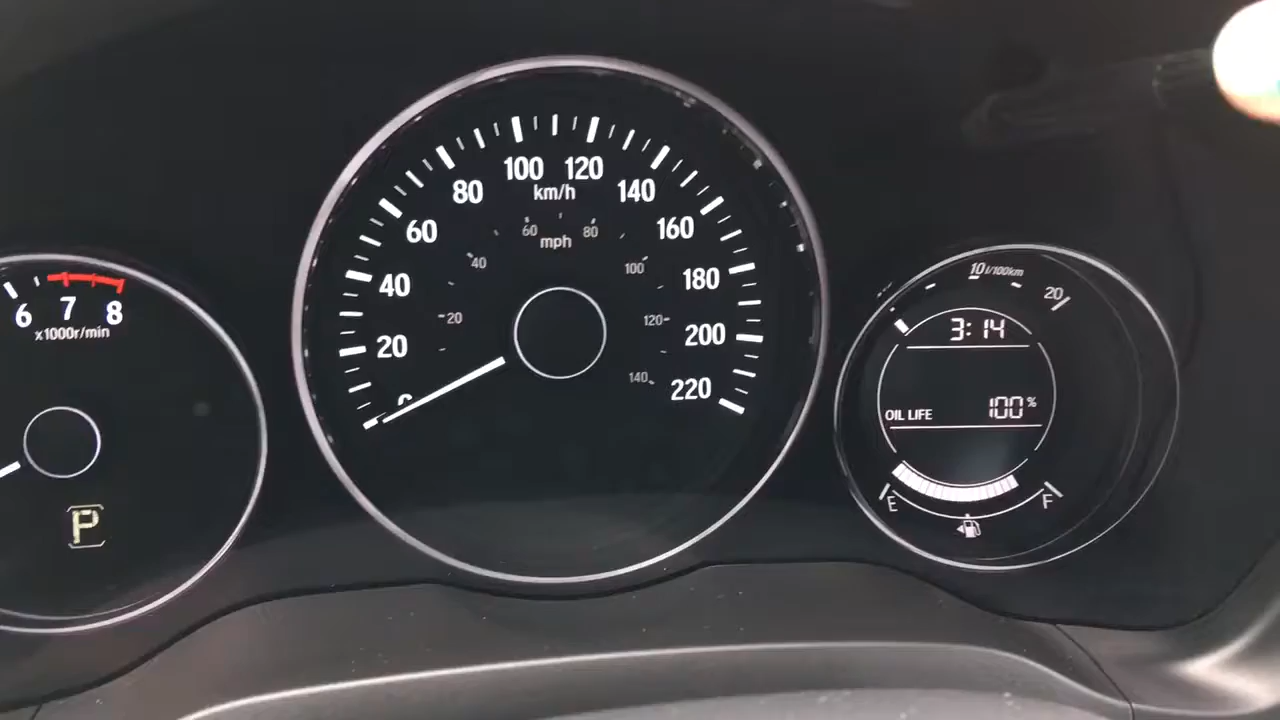 6 7 8
x1000r/min
P
0 20 40 60 80 100 120 140 160 180 200 220
km/h
20 40 60 80 100 120 140
mph
10 l/100km
20
3:14
OIL LIFE 100%
E F